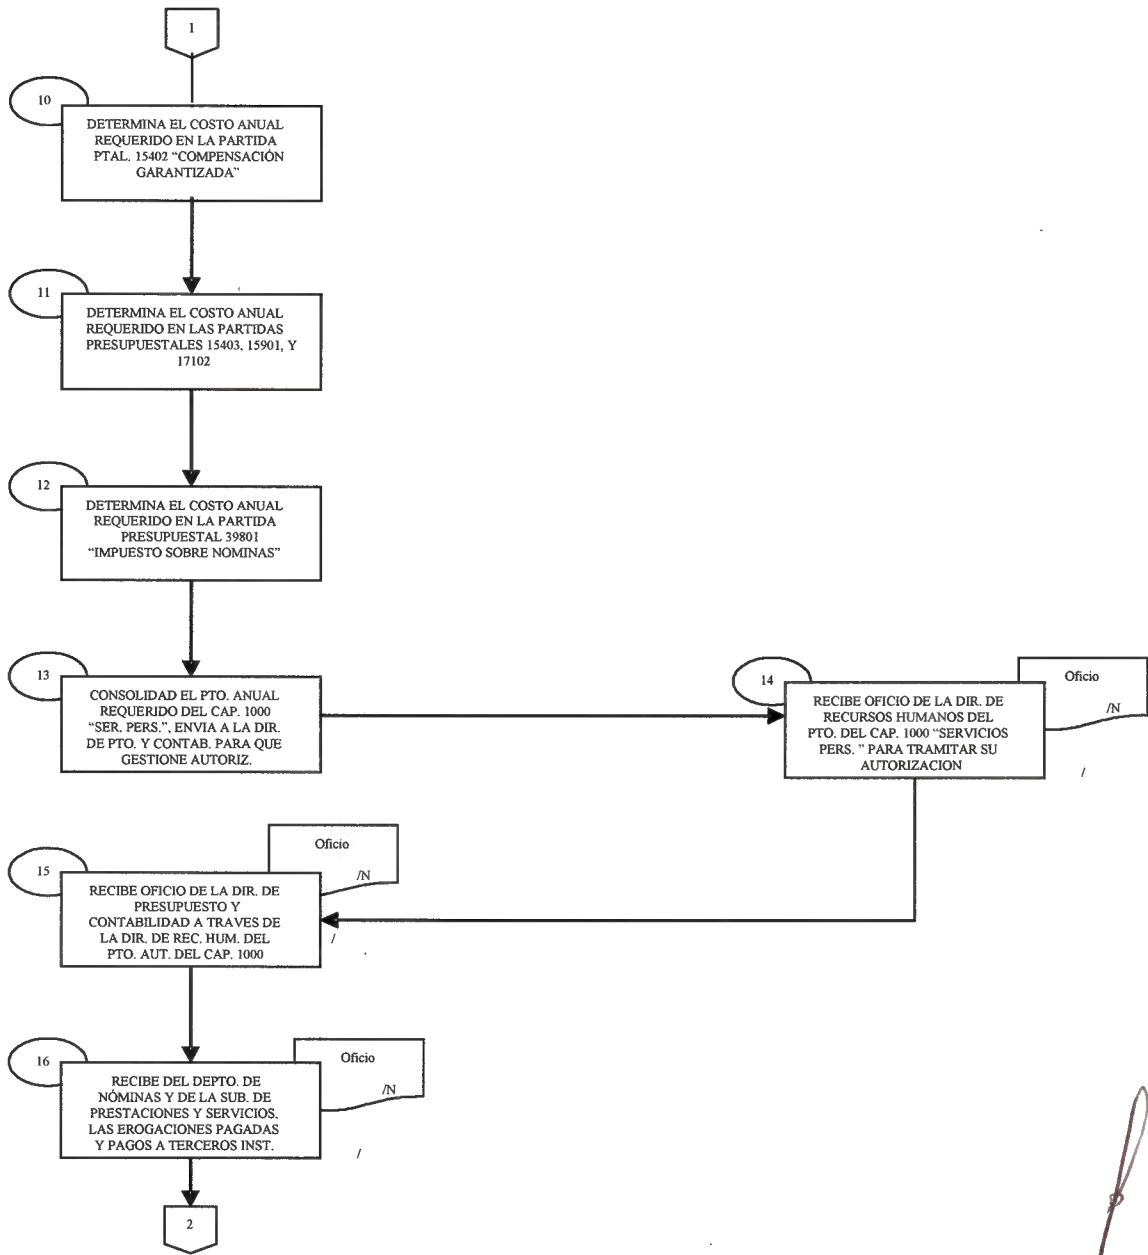 1
10
DETERMINA EL COSTO ANUAL
REQUERIDO EN LA PARTIDA
PTAL. 15402 “COMPENSACIÓN
GARANTIZADA”
11
DETERMINA EL COSTO ANUAL
REQUERIDO EN LAS PARTIDAS
PRESUPUESTALES 15403, 15901, Y
17102
12
DETERMINA EL COSTO ANUAL
REQUERIDO EN LA PARTIDA
PRESUPUESTAL 39801
“IMPUESTO SOBRE NOMINAS”
13
CONSOLIDAD EL PTO. ANUAL
REQUERIDO DEL CAP. 1000
“SER. PERS.”, ENVIA A LA DIR.
DE PTO. Y CONTAB. PARA QUE
GESTIONE AUTORIZ.
14
Oficio
/N
RECIBE OFICIO DE LA DIR. DE
RECURSOS HUMANOS DEL
PTO. DEL CAP. 1000 “SERVICIOS
PERS. ” PARA TRAMITAR SU
AUTORIZACION
/
15
Oficio
/N
RECIBE OFICIO DE LA DIR. DE
PRESUPUESTO Y
CONTABILIDAD A TRAVES DE
LA DIR. DE REC. HUM. DEL
PTO. AUT. DEL CAP. 1000
/
16
Oficio
/N
RECIBE DEL DEPTO. DE
NÓMINAS Y DE LA SUB. DE
PRESTACIONES Y SERVICIOS,
LAS EROGACIONES PAGADAS
Y PAGOS A TERCEROS INST.
/
2